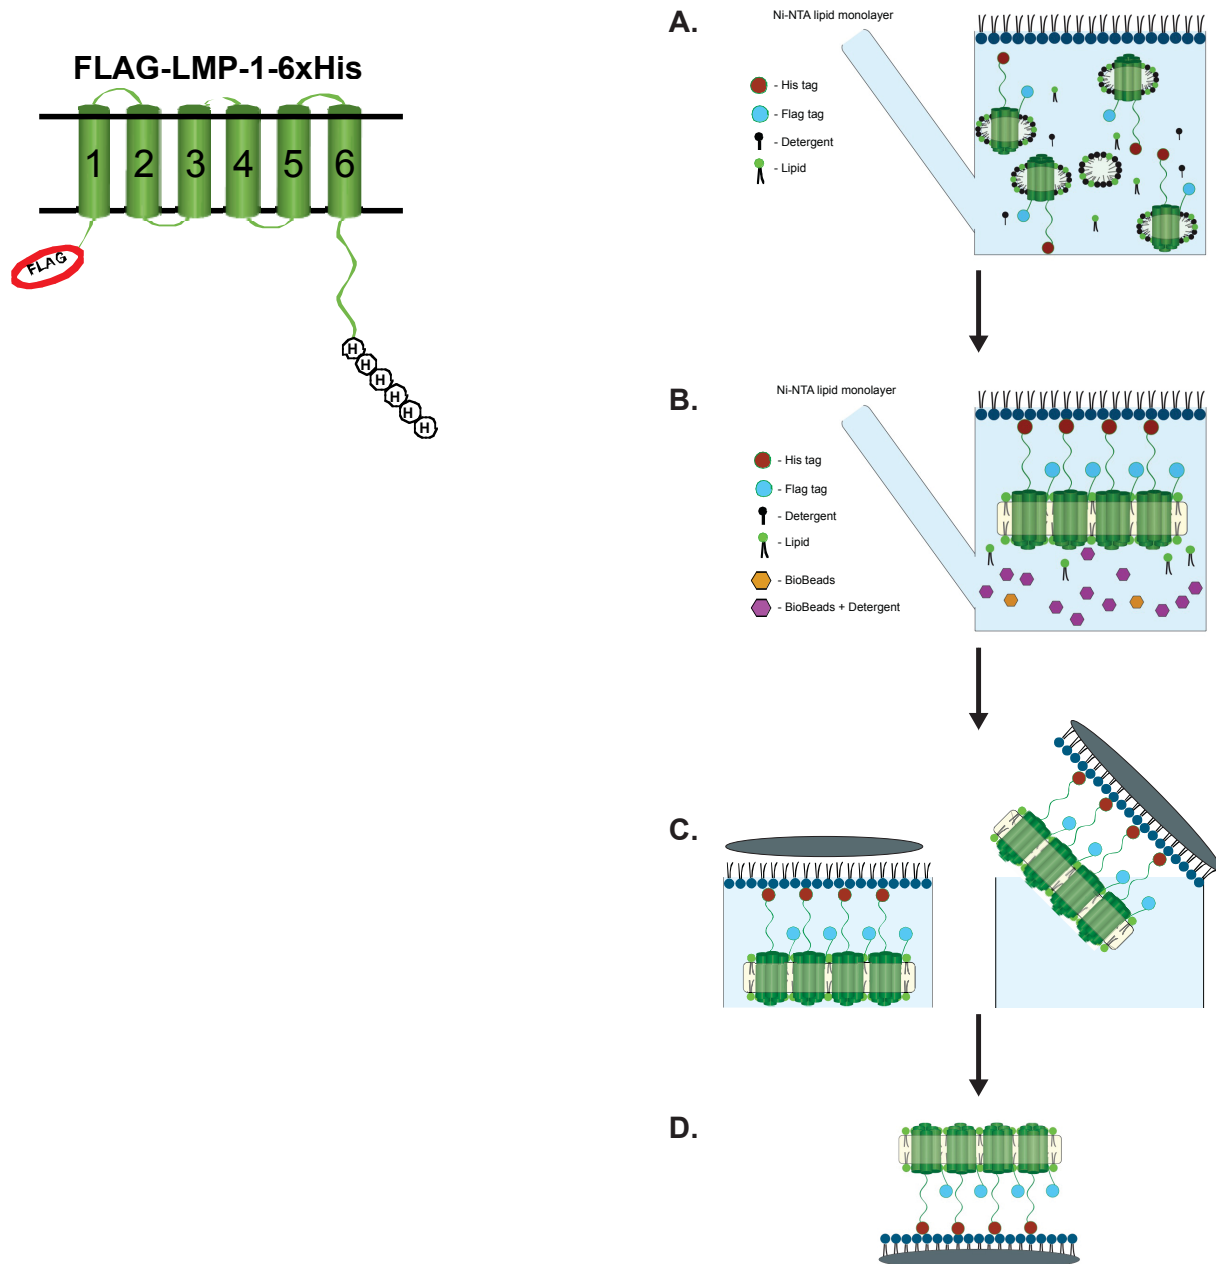 FLAG-LMP-1-6xHis
1 2 3 4 5 6
FLAG
H
H
H
H
H
H
A.
Ni-NTA lipid monolayer
- His tag
- Flag tag
- Detergent
- Lipid
B.
Ni-NTA lipid monolayer
- His tag
- Flag tag
- Detergent
- Lipid
- BioBeads
- BioBeads + Detergent
C.
D.